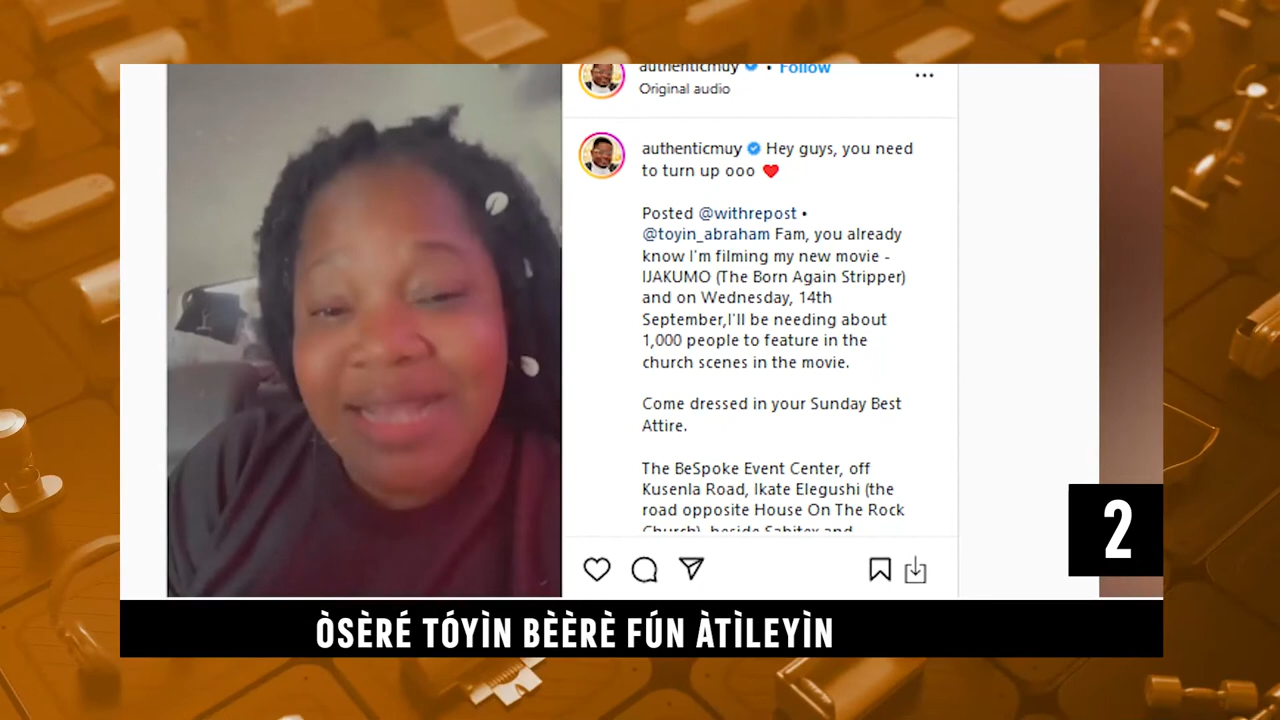 authenticmuy • Follow
Original audio
authenticmuy Hey guys, you need
to turn up ooo ❤️
Posted @withrepost •
@toyin_abraham Fam, you already
know I'm filming my new movie -
IJAKUMO (The Born Again Stripper)
and on Wednesday, 14th
September,I'll be needing about
1,000 people to feature in the
church scenes in the movie.
Come dressed in your Sunday Best
Attire.
The BeSpoke Event Center, off
Kusenla Road, Ikate Elegushi (the
road opposite House On The Rock
Church), beside Sabitex and
2
ÒSÈRÉ TÓYÌN BÈÈRÈ FÚN ÀTÌLEYÌN